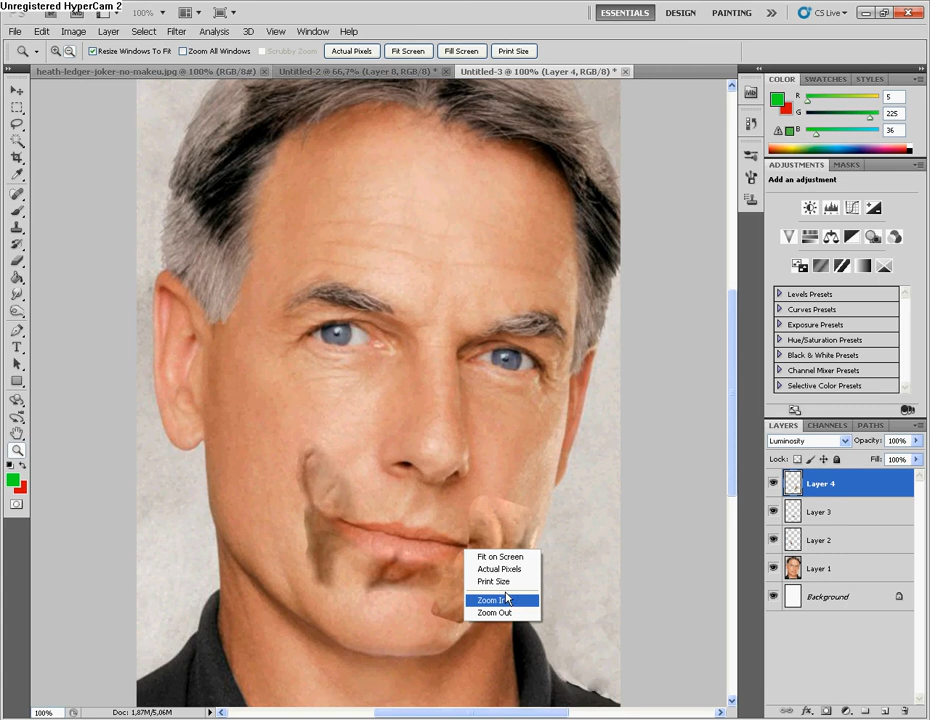 Unregistered HyperCam 2
100%
ESSENTIALS DESIGN PAINTING CS Live
File Edit Image Layer Select Filter Analysis 3D View Window Help
Resize Windows To Fit Zoom All Windows Scrubby Zoom Actual Pixels Fit Screen Fill Screen Print Size
heath-ledger-joker-no-makeu.jpg @ 100% (RGB/8#) Untitled-2 @ 66,7% (Layer 8, RGB/8) * Untitled-3 @ 100% (Layer 4, RGB/8) *
COLOR SWATCHES STYLES
R 5
G 225
B 36
ADJUSTMENTS MASKS
Add an adjustment
Levels Presets
Curves Presets
Exposure Presets
Hue/Saturation Presets
Black & White Presets
Channel Mixer Presets
Selective Color Presets
LAYERS CHANNELS PATHS
Luminosity Opacity: 100%
Lock: Fill: 100%
Layer 4
Layer 3
Layer 2
Layer 1
Background
Fit on Screen
Actual Pixels
Print Size
Zoom In
Zoom Out
100% Doc: 1,87M/5,06M